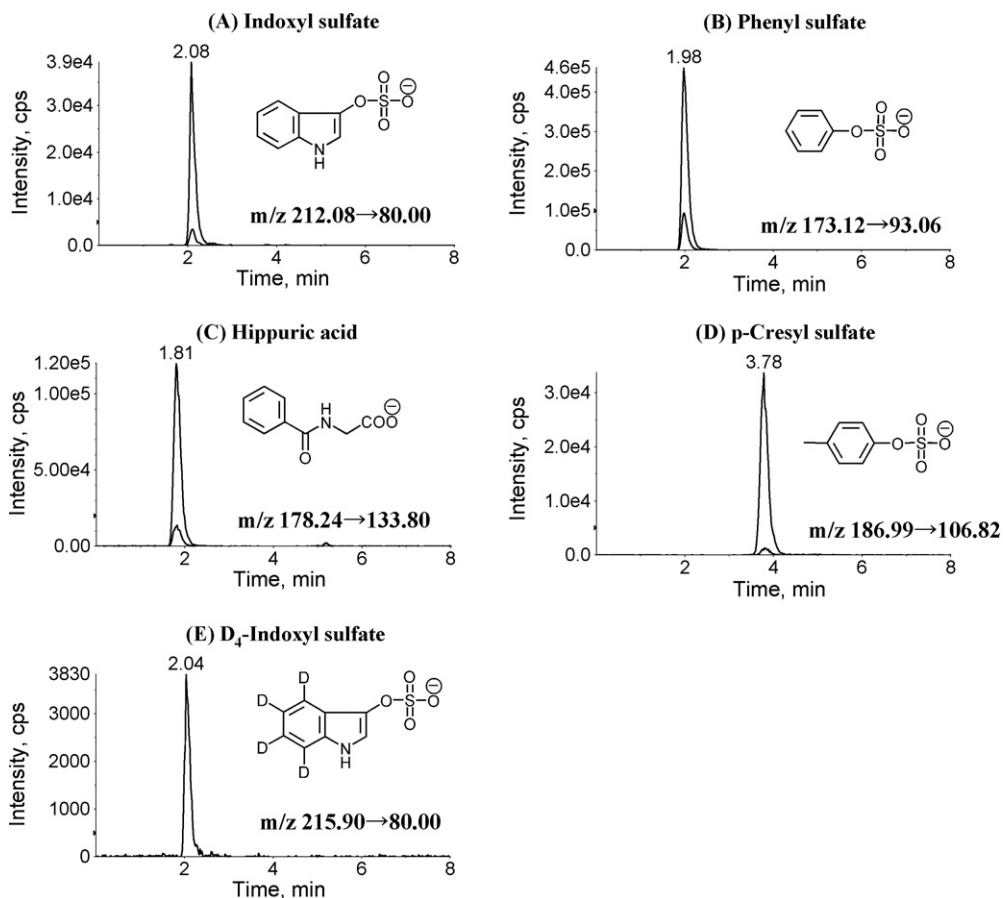 (A) Indoxyl sulfate
2.08
3.9e4
3.0e4
2.0e4
1.0e4
0.0
Intensity, cps
O S O O O
N H
m/z 212.08→80.00
2 4 6 8
Time, min
(B) Phenyl sulfate
1.98
4.6e5
4.0e5
3.0e5
2.0e5
1.0e5
0.0
Intensity, cps
O S O O O
m/z 173.12→93.06
2 4 6 8
Time, min
(C) Hippuric acid
1.81
1.20e5
1.00e5
5.00e4
0.00
Intensity, cps
H N COO
O
m/z 178.24→133.80
2 4 6 8
Time, min
(D) p-Cresyl sulfate
3.78
3.0e4
2.0e4
1.0e4
0.0
Intensity, cps
O S O O O
m/z 186.99→106.82
2 4 6 8
Time, min
(E) D₄-Indoxyl sulfate
2.04
3830
3000
2000
1000
0
Intensity, cps
D D D D
O S O O O
N H
m/z 215.90→80.00
2 4 6 8
Time, min